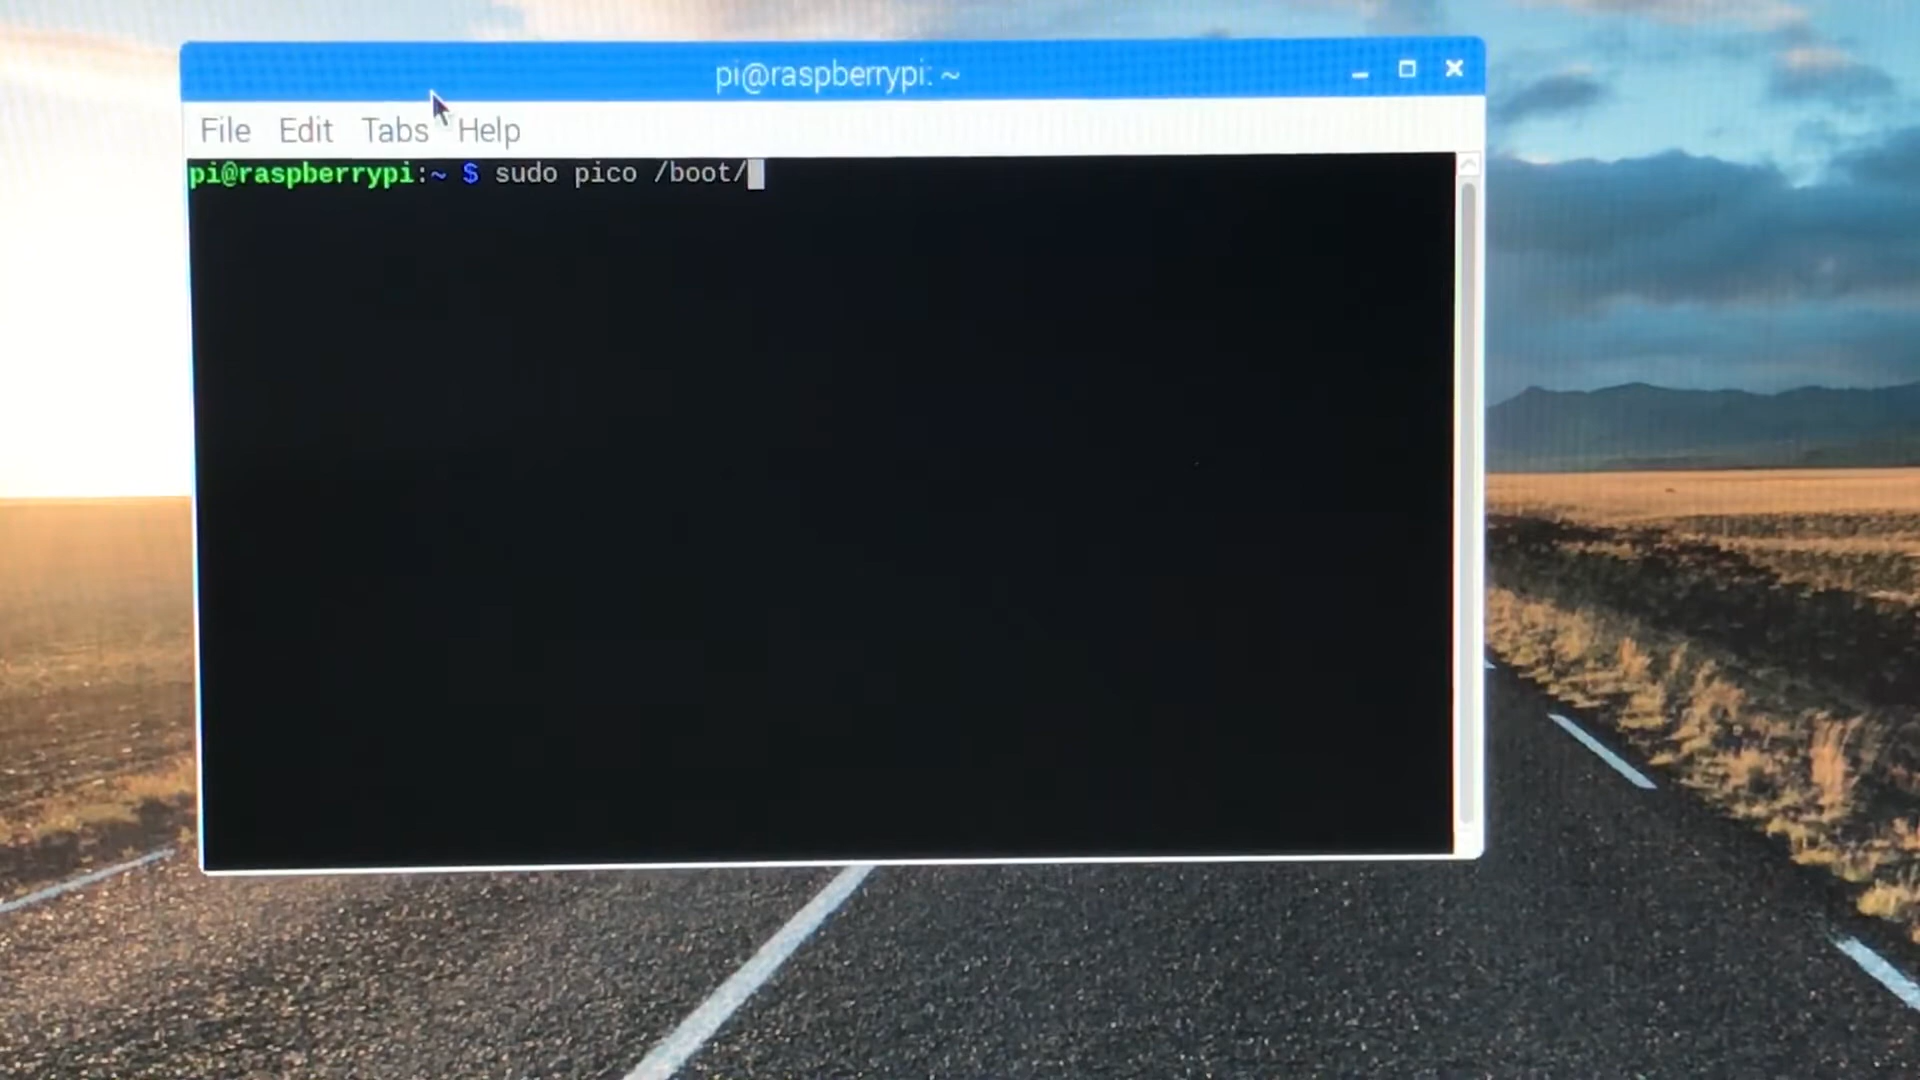 pi@raspberrypi: ~
File Edit Tabs Help
pi@raspberrypi:~ $ sudo pico /boot/